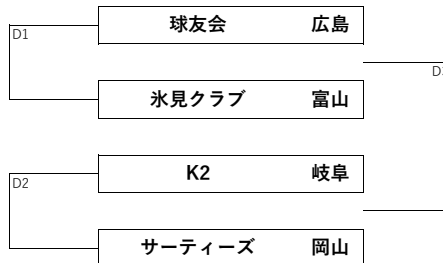 球友会 広島
D1
D3
氷見クラブ 富山
K2 岐阜
D2
サーティーズ 岡山